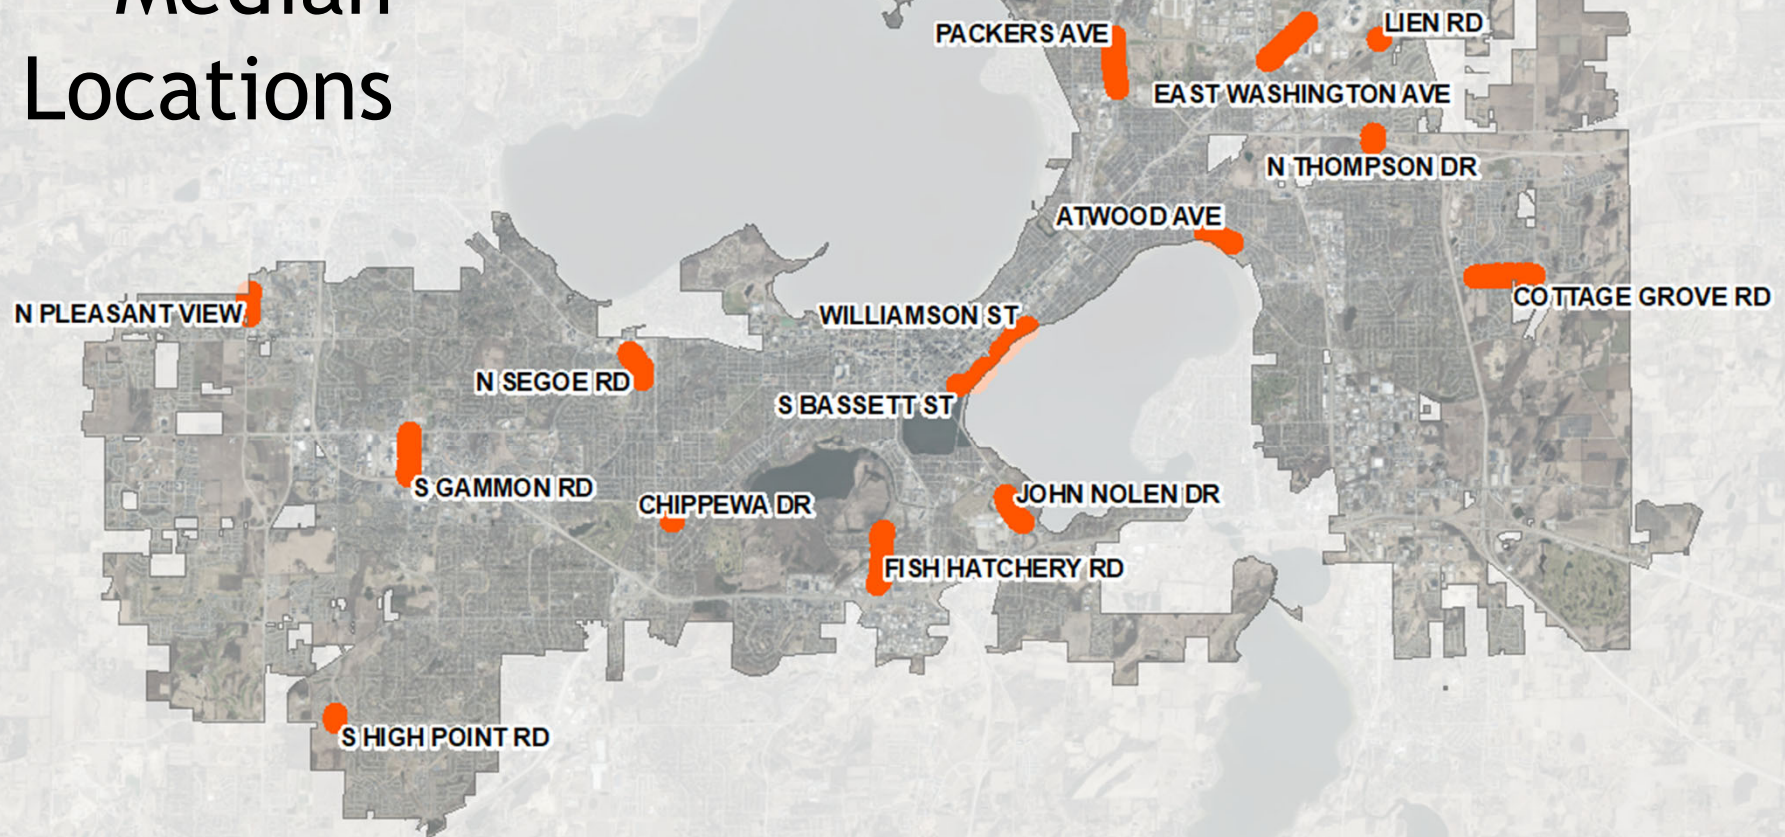 Median
Locations
PACKERS AVE
LIEN RD
EAST WASHINGTON AVE
N THOMPSON DR
ATWOOD AVE
COTTAGE GROVE RD
N PLEASANT VIEW
WILLIAMSON ST
N SEGOE RD
S BASSETT ST
S GAMMON RD
CHIPPEWA DR
JOHN NOLEN DR
FISH HATCHERY RD
S HIGH POINT RD